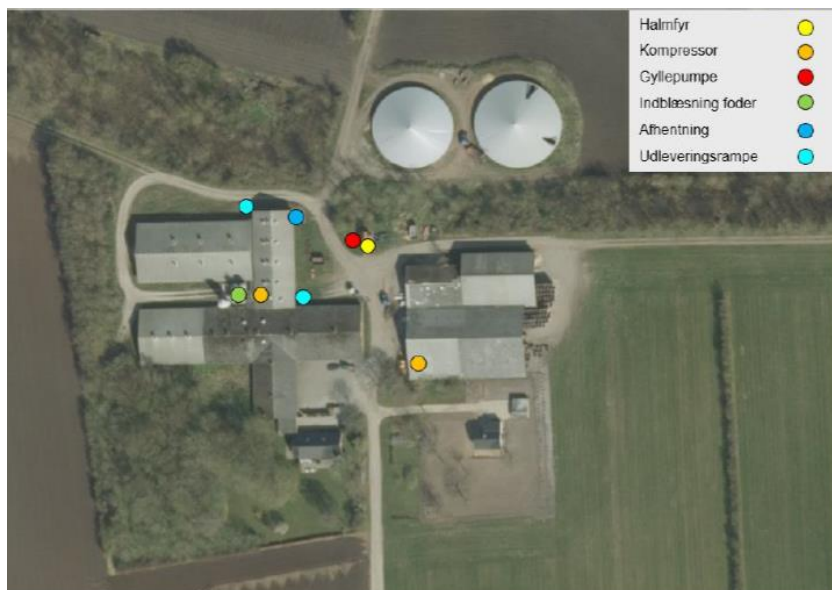 Halmfyr
Kompressor
Gyllepumpe
Indblæsning foder
Afhentning
Udleveringsrampe